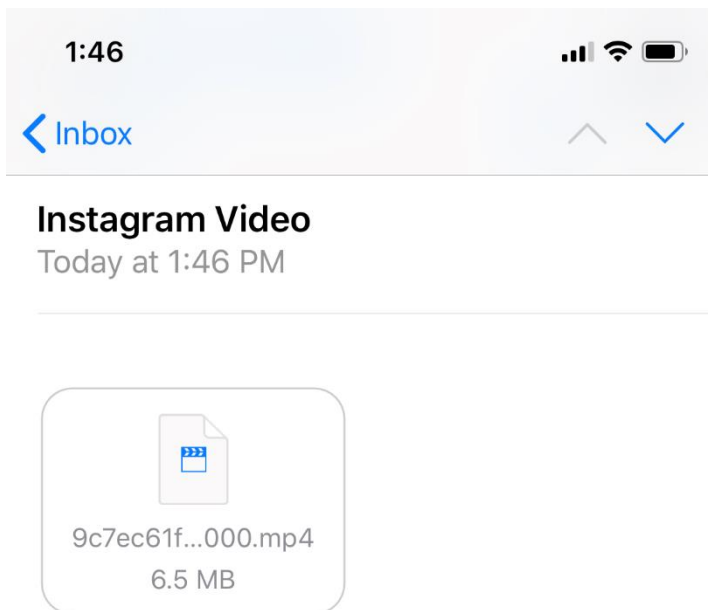 1:46
Inbox
Instagram Video
Today at 1:46 PM
9c7ec61f...000.mp4
6.5 MB